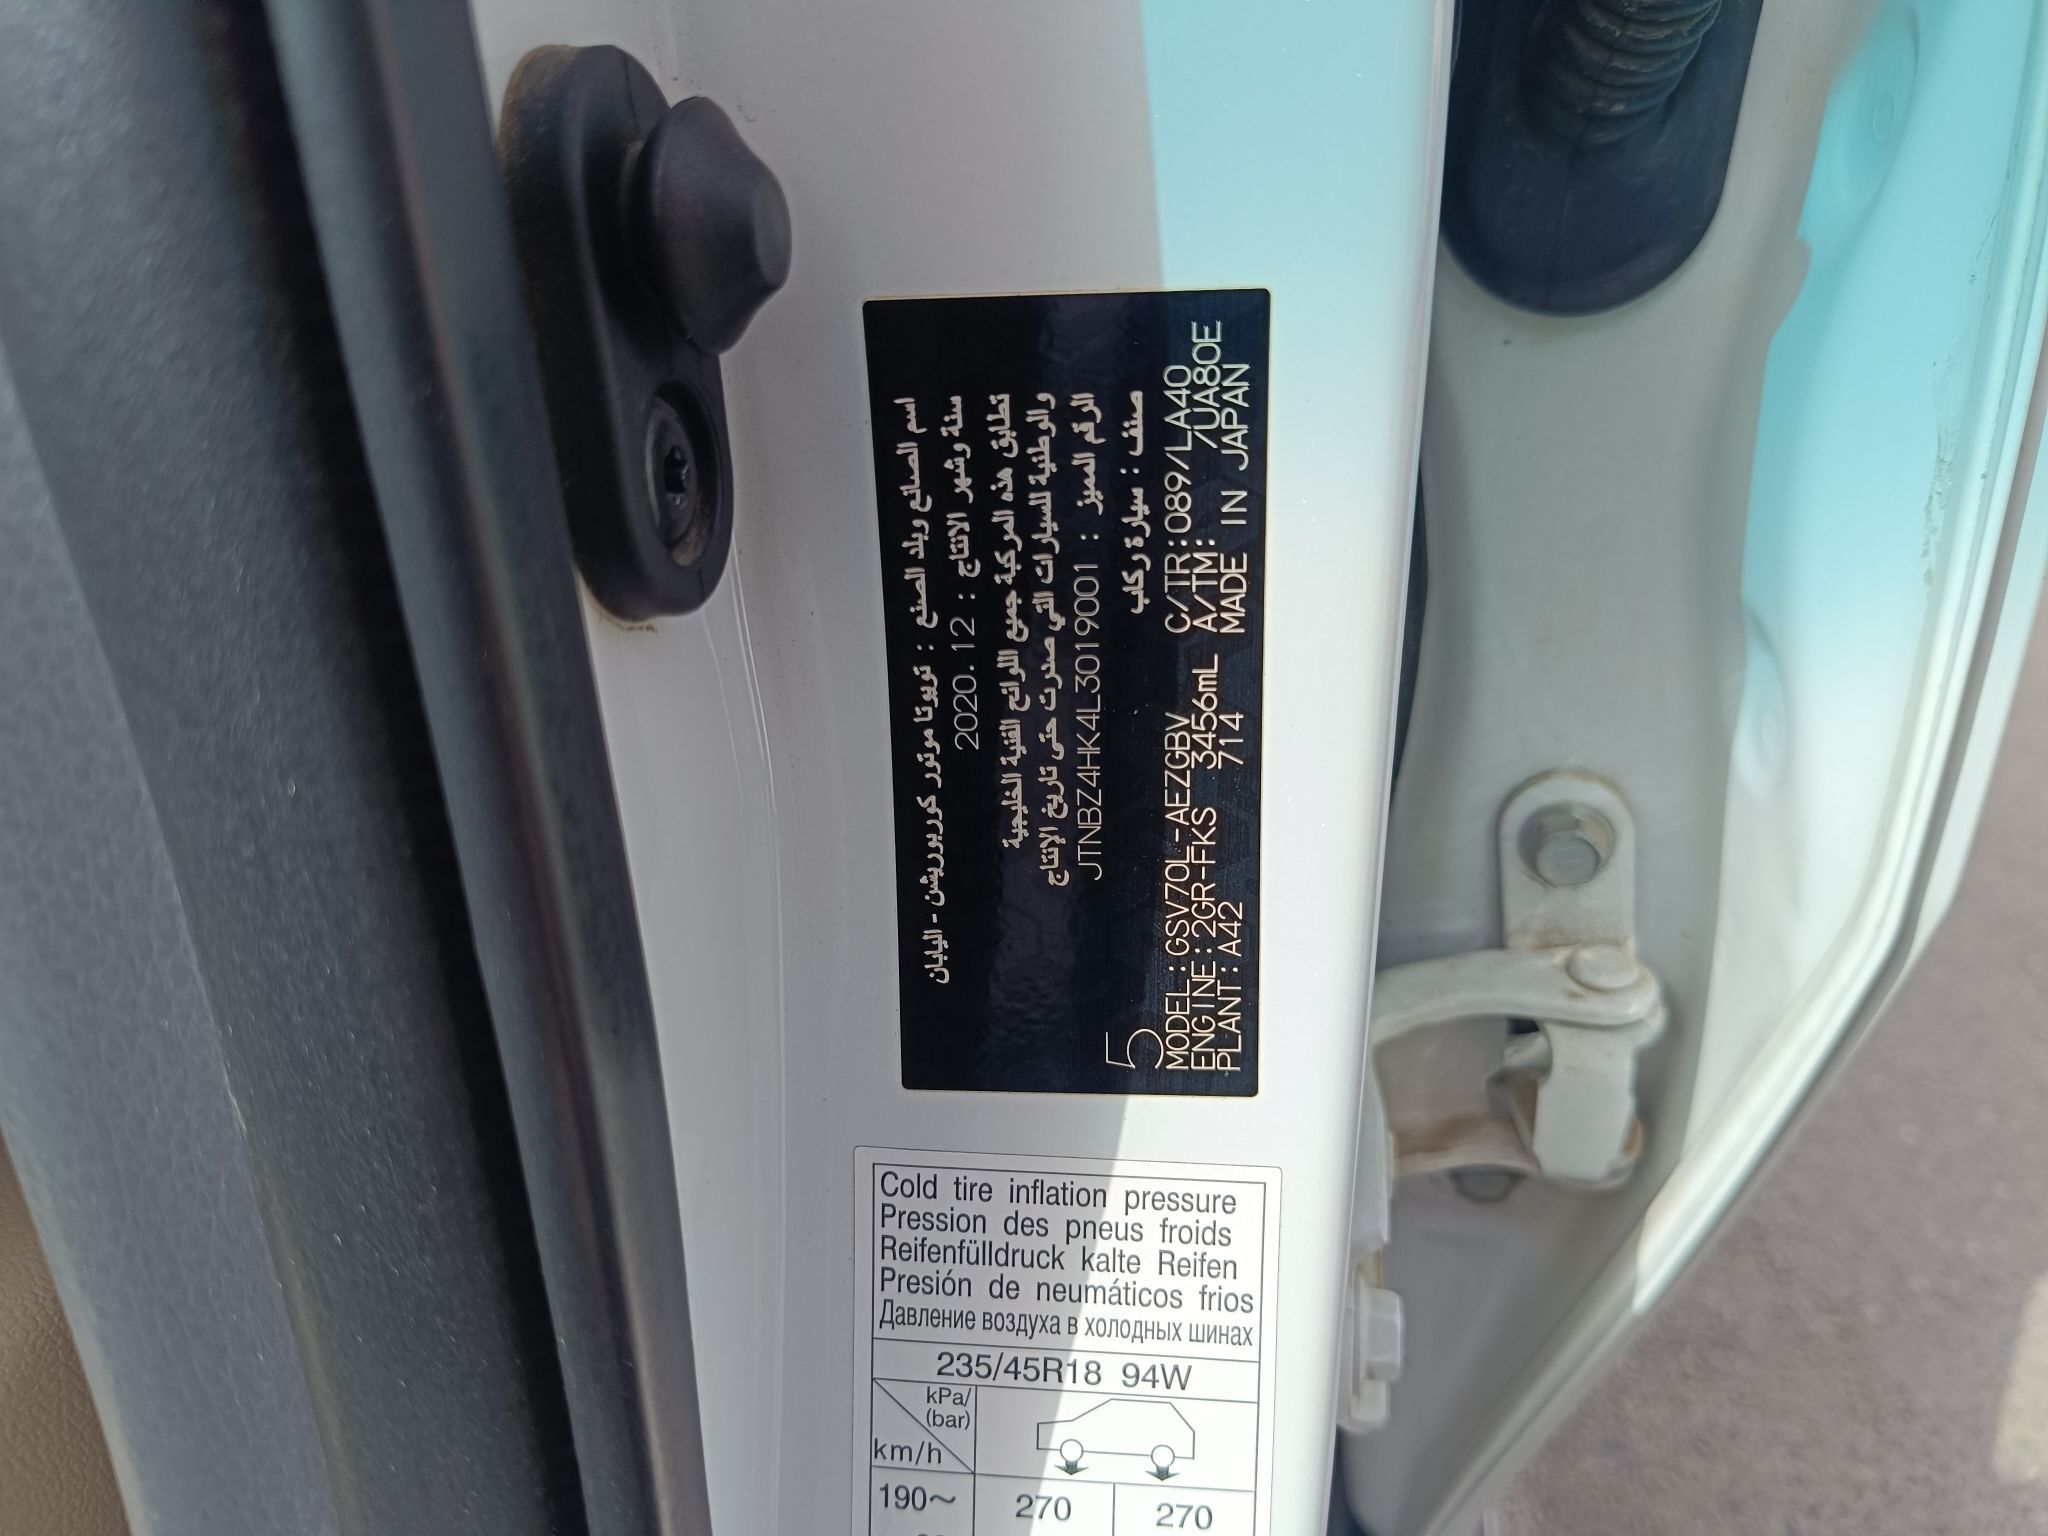 اسم الصانع وبلد الصنع : تويوتا موتور كوربوريشن - اليابان
سنة وشهر الانتاج : 2020.12
تطابق هذه المركبة جميع اللوائح الفنية الخليجية
والوطنية للسيارات التي صدرت حتى تاريخ الإنتاج
الرقم المميز : JTNBZ4HK4L3019001
صنف : سيارة ركاب
5
MODEL:GSV70L-AEZGBV C/TR:089/LA40
ENGINE:2GR-FKS 3456mL A/TM: /UA80E
PLANT:A42 714 MADE IN JAPAN
Cold tire inflation pressure
Pression des pneus froids
Reifenfülldruck kalte Reifen
Presión de neumáticos frios
Давление воздуха в холодных шинах
235/45R18 94W
kPa/
(bar)
km/h
190~ 270 270